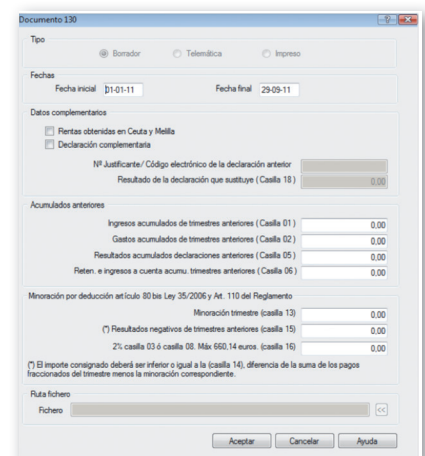 Documento 130
Tipo
Borrador Telemática Impreso
Fechas
Fecha inicial 01-01-11 Fecha final 29-09-11
Datos complementarios
Rentas obtenidas en Ceuta y Melilla
Declaración complementaria
Nº Justificante/ Código electrónico de la declaración anterior
Resultado de la declaración que sustituye ( Casilla 18 ) 0,00
Acumulados anteriores
Ingresos acumulados de trimestres anteriores ( Casilla 01 ) 0,00
Gastos acumulados de trimestres anteriores ( Casilla 02 ) 0,00
Resultados acumulados declaraciones anteriores ( Casilla 05 ) 0,00
Reten. e ingresos a cuenta acumu. trimestres anteriores ( Casilla 06 ) 0,00
Minoración por deducción artículo 80 bis Ley 35/2006 y Art. 110 del Reglamento
Minoración trimestre (casilla 13) 0,00
(*) Resultados negativos de trimestres anteriores (casilla 15) 0,00
2% casilla 03 ó casilla 08. Máx 660,14 euros. (casilla 16) 0,00
(*) El importe consignado deberá ser inferior o igual a la (casilla 14), diferencia de la suma de los pagos
fraccionados del trimestre menos la minoración correspondiente.
Ruta fichero
Fichero <<
Aceptar Cancelar Ayuda